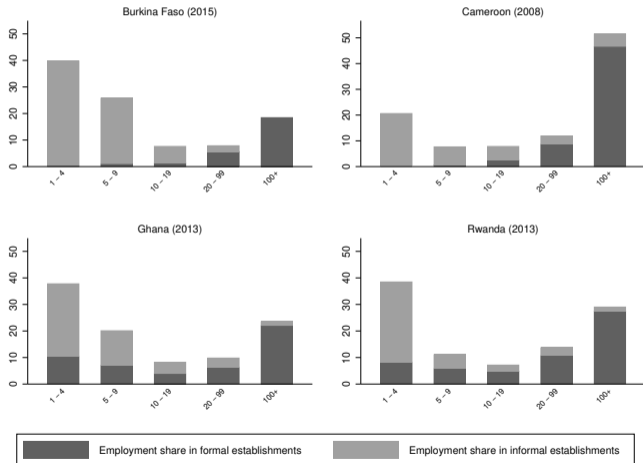 Burkina Faso (2015)
50
40
30
20
10
0
1 – 4
5 – 9
10 – 19
20 – 99
100+
Cameroon (2008)
50
40
30
20
10
0
1 – 4
5 – 9
10 – 19
20 – 99
100+
Ghana (2013)
50
40
30
20
10
0
1 – 4
5 – 9
10 – 19
20 – 99
100+
Rwanda (2013)
50
40
30
20
10
0
1 – 4
5 – 9
10 – 19
20 – 99
100+
Employment share in formal establishments
Employment share in informal establishments